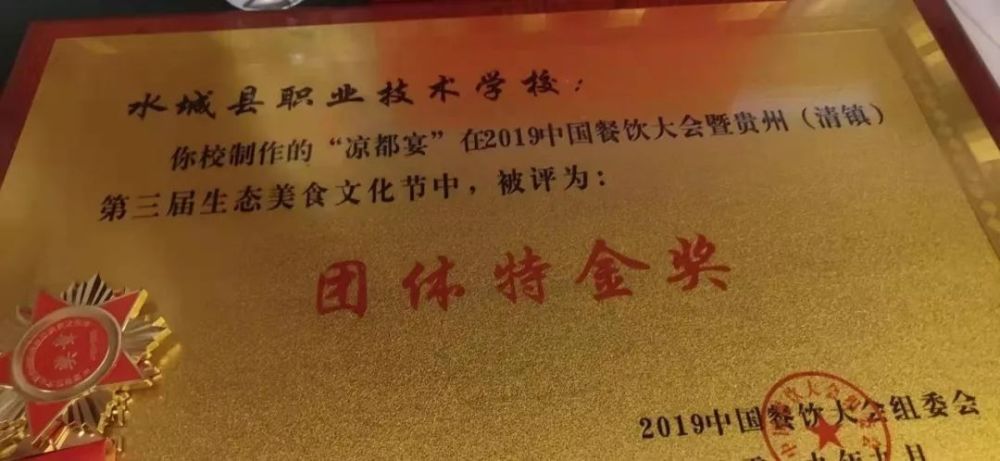 水城县职业技术学校：
你校制作的“凉都宴”在2019中国餐饮大会暨贵州（清镇）
第三届生态美食文化节中，被评为：
团体特金奖
2019中国餐饮大会组委会
奖章